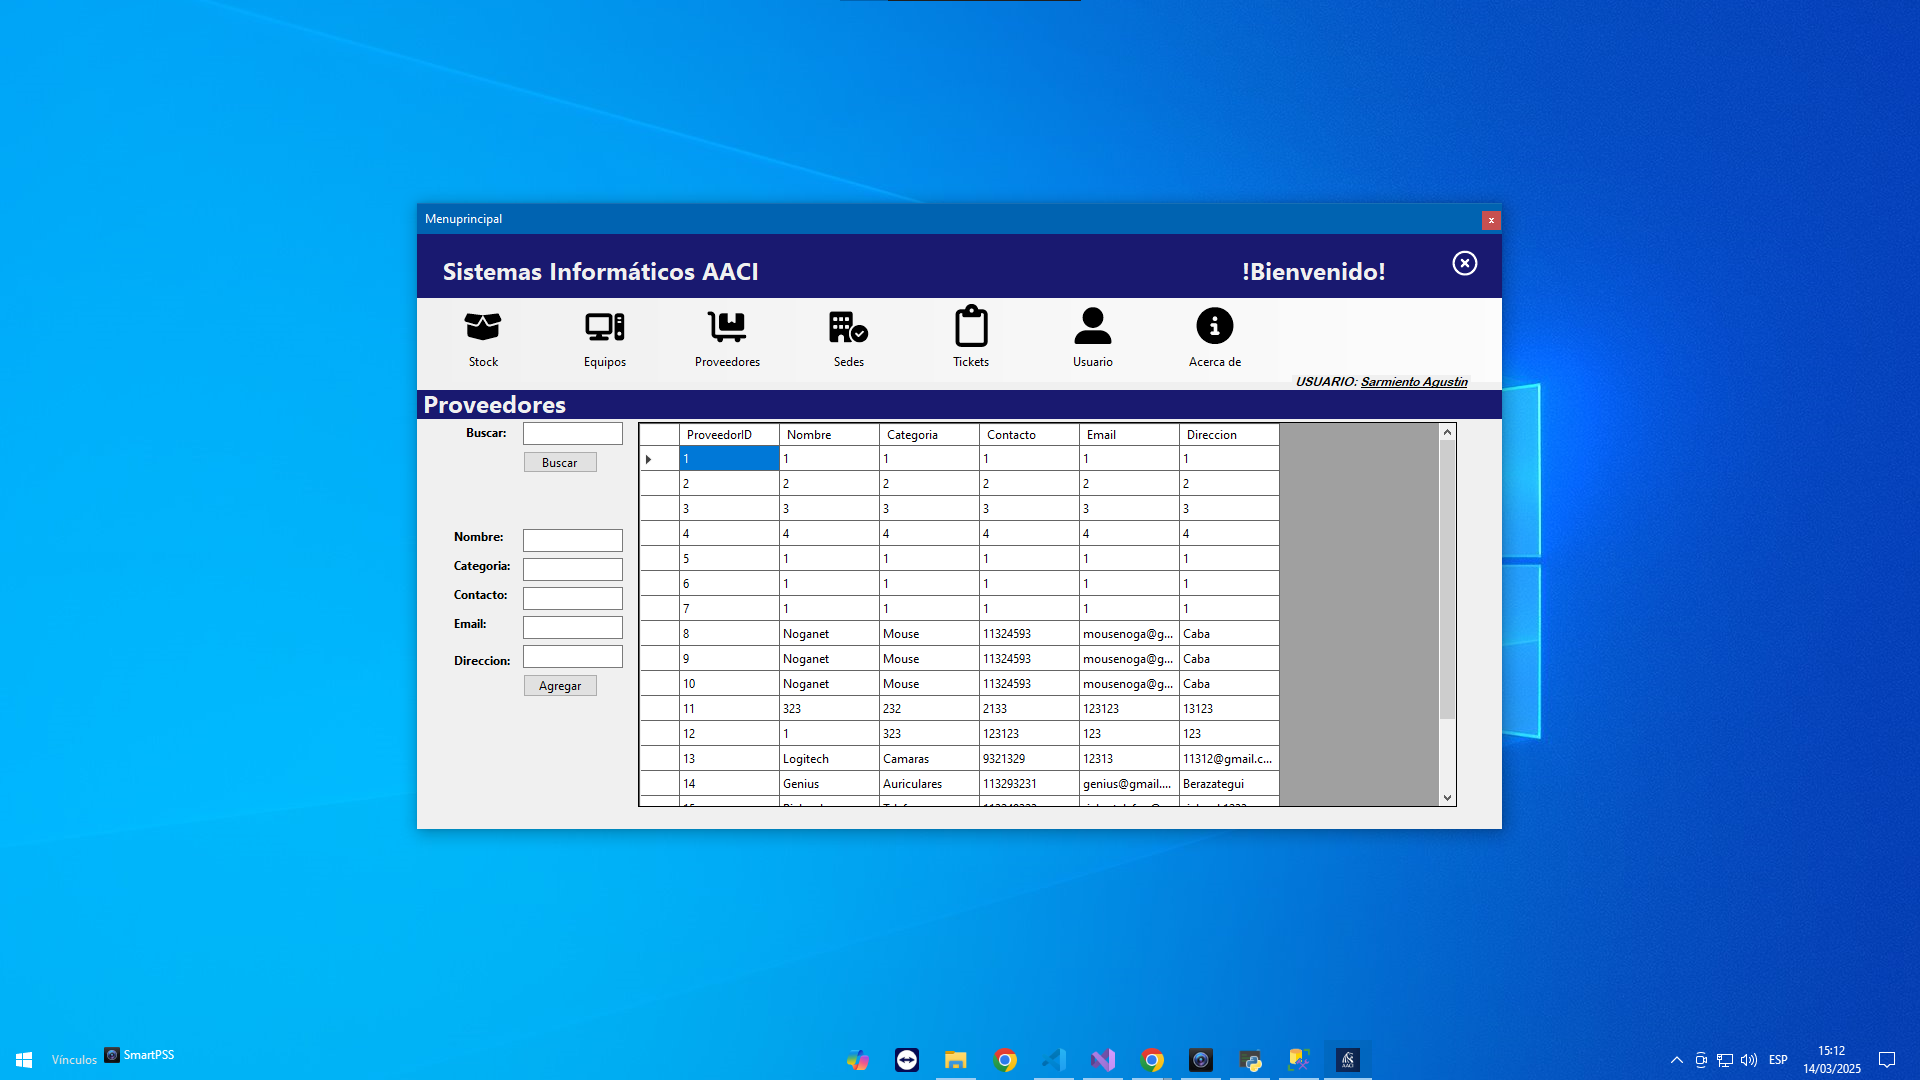 Menuprincipal
x
Sistemas Informáticos AACI
!Bienvenido!
Stock
Equipos
Proveedores
Sedes
Tickets
Usuario
Acerca de
USUARIO: Sarmiento Agustin
Proveedores
Buscar:
Buscar
Nombre:
Categoria:
Contacto:
Email:
Direccion:
Agregar
ProveedorID Nombre Categoria Contacto Email Direccion
1 1 1 1 1 1
2 2 2 2 2 2
3 3 3 3 3 3
4 4 4 4 4 4
5 1 1 1 1 1
6 1 1 1 1 1
7 1 1 1 1 1
8 Noganet Mouse 11324593 mousenoga@g... Caba
9 Noganet Mouse 11324593 mousenoga@g... Caba
10 Noganet Mouse 11324593 mousenoga@g... Caba
11 323 232 2133 123123 13123
12 1 323 123123 123 123
13 Logitech Camaras 9321329 12313 11312@gmail.c...
14 Genius Auriculares 113293231 genius@gmail.... Berazategui
Vínculos
SmartPSS
AACI
ESP
15:12
14/03/2025